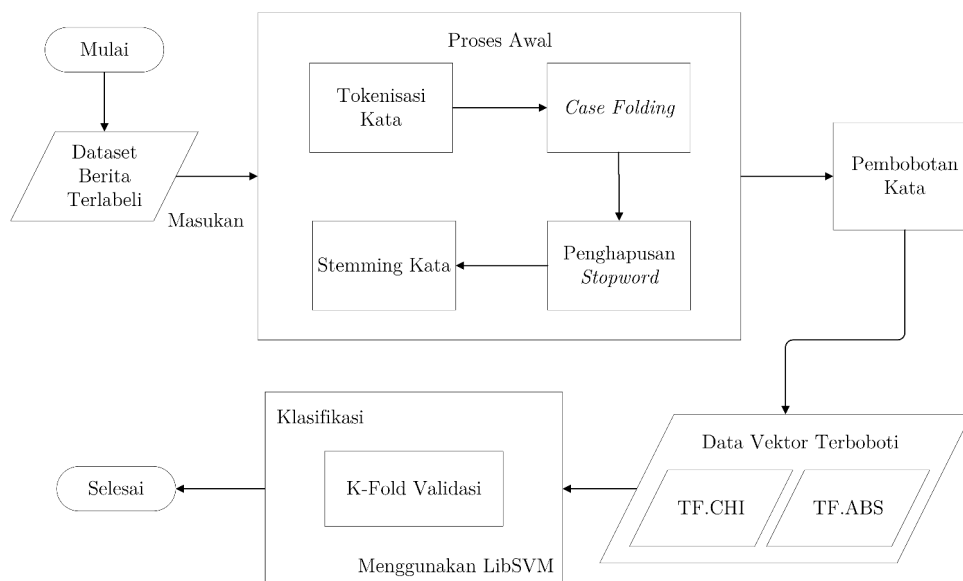 Mulai
Dataset
Berita
Terlabeli
Masukan
Proses Awal
Tokenisasi
Kata
Case Folding
Penghapusan
Stopword
Stemming Kata
Pembobotan
Kata
Data Vektor Terboboti
TF.CHI
TF.ABS
Klasifikasi
K-Fold Validasi
Menggunakan LibSVM
Selesai